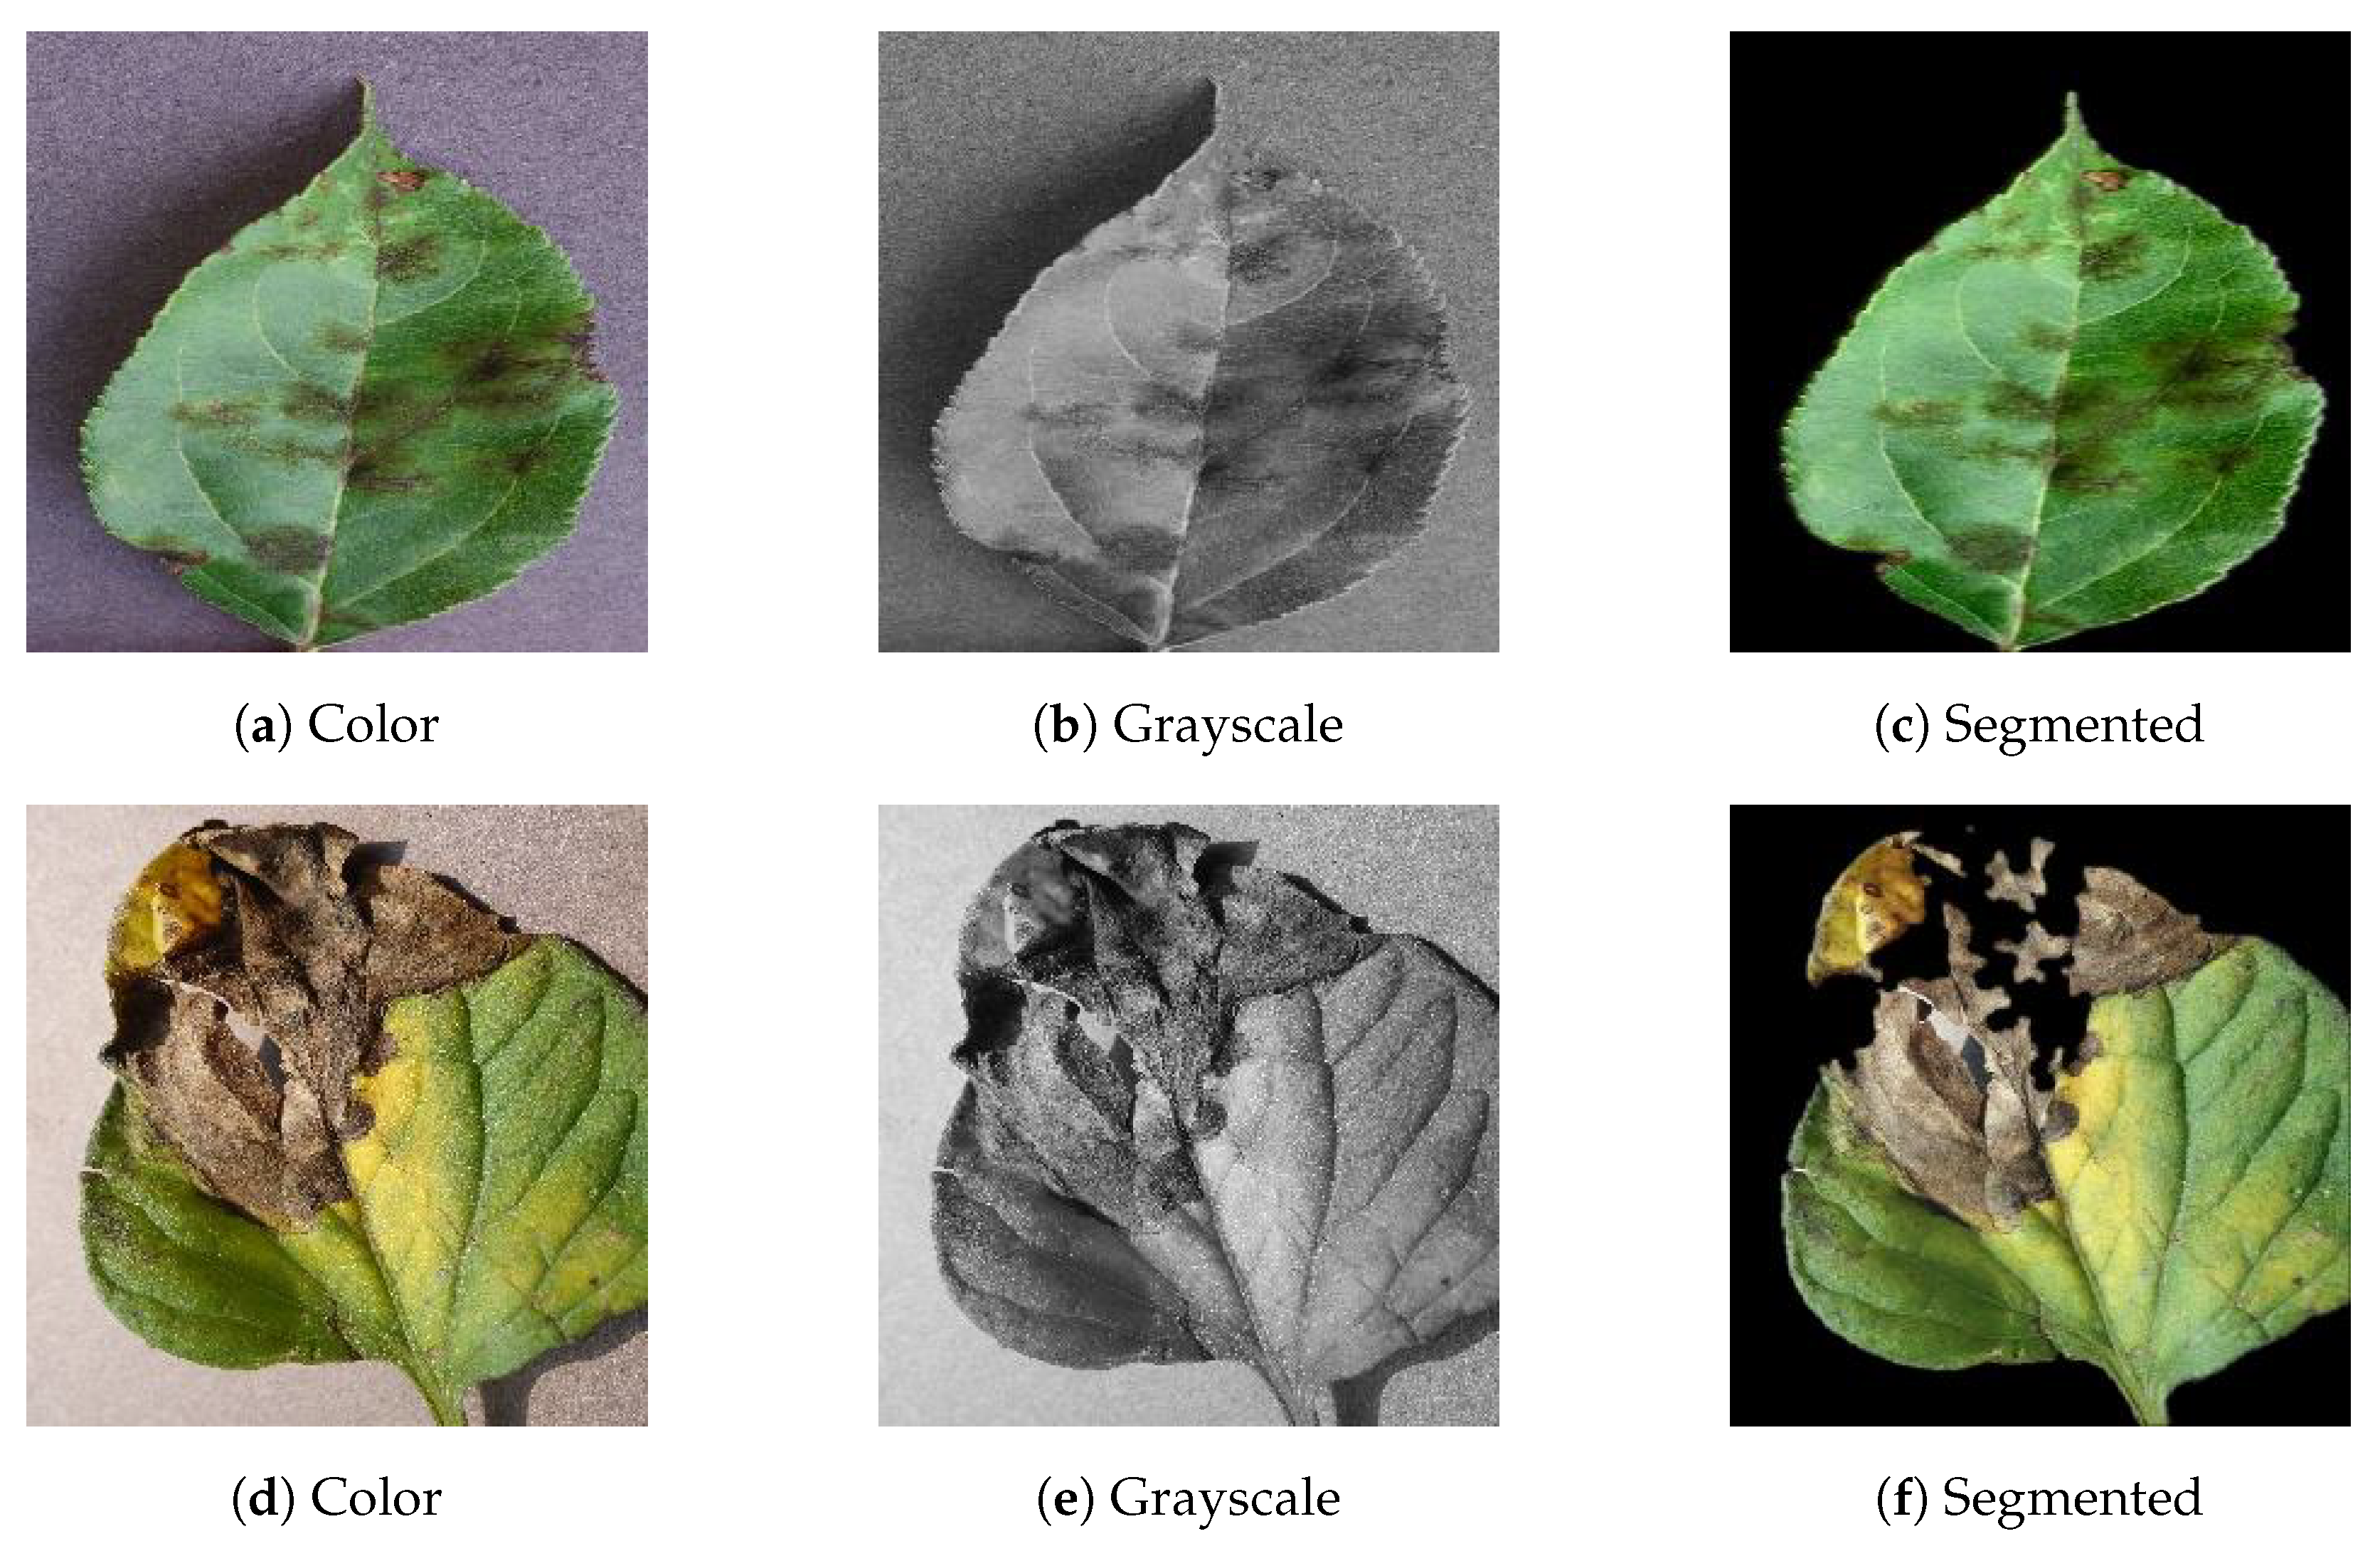 (a) Color
(b) Grayscale
(c) Segmented
(d) Color
(e) Grayscale
(f) Segmented